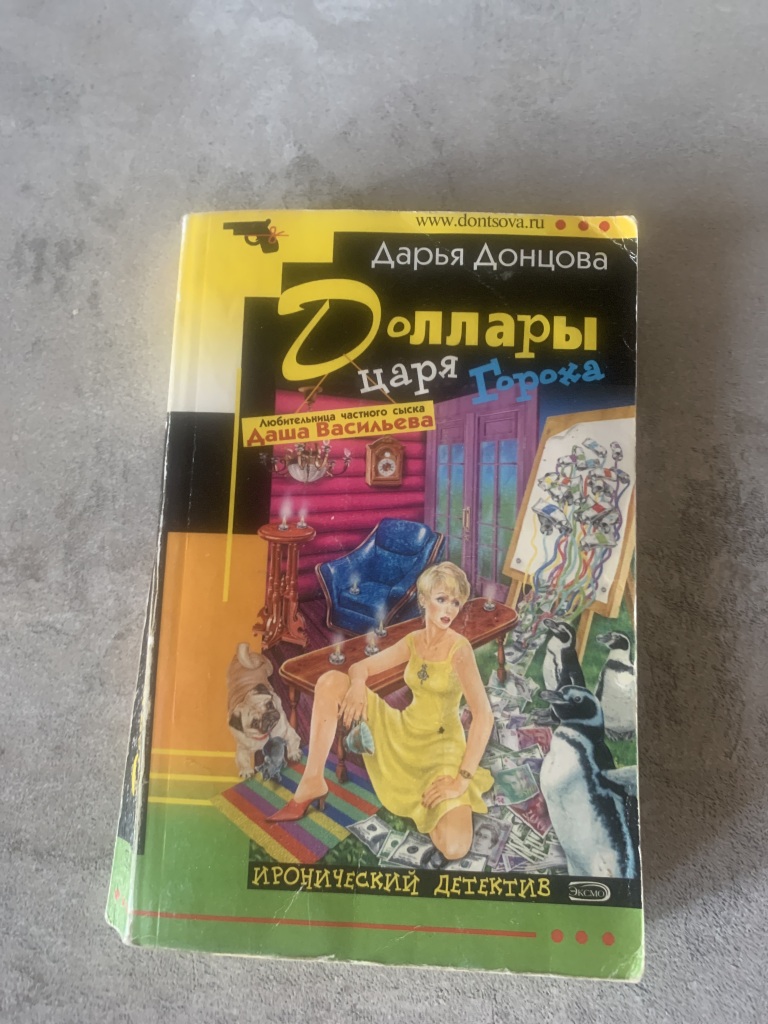 www.dontsova.ru
Дарья Донцова
Доллары
царя Гороха
Любительница частного сыска
Даша Васильева
ИРОНИЧЕСКИЙ ДЕТЕКТИВ
ЭКСМО